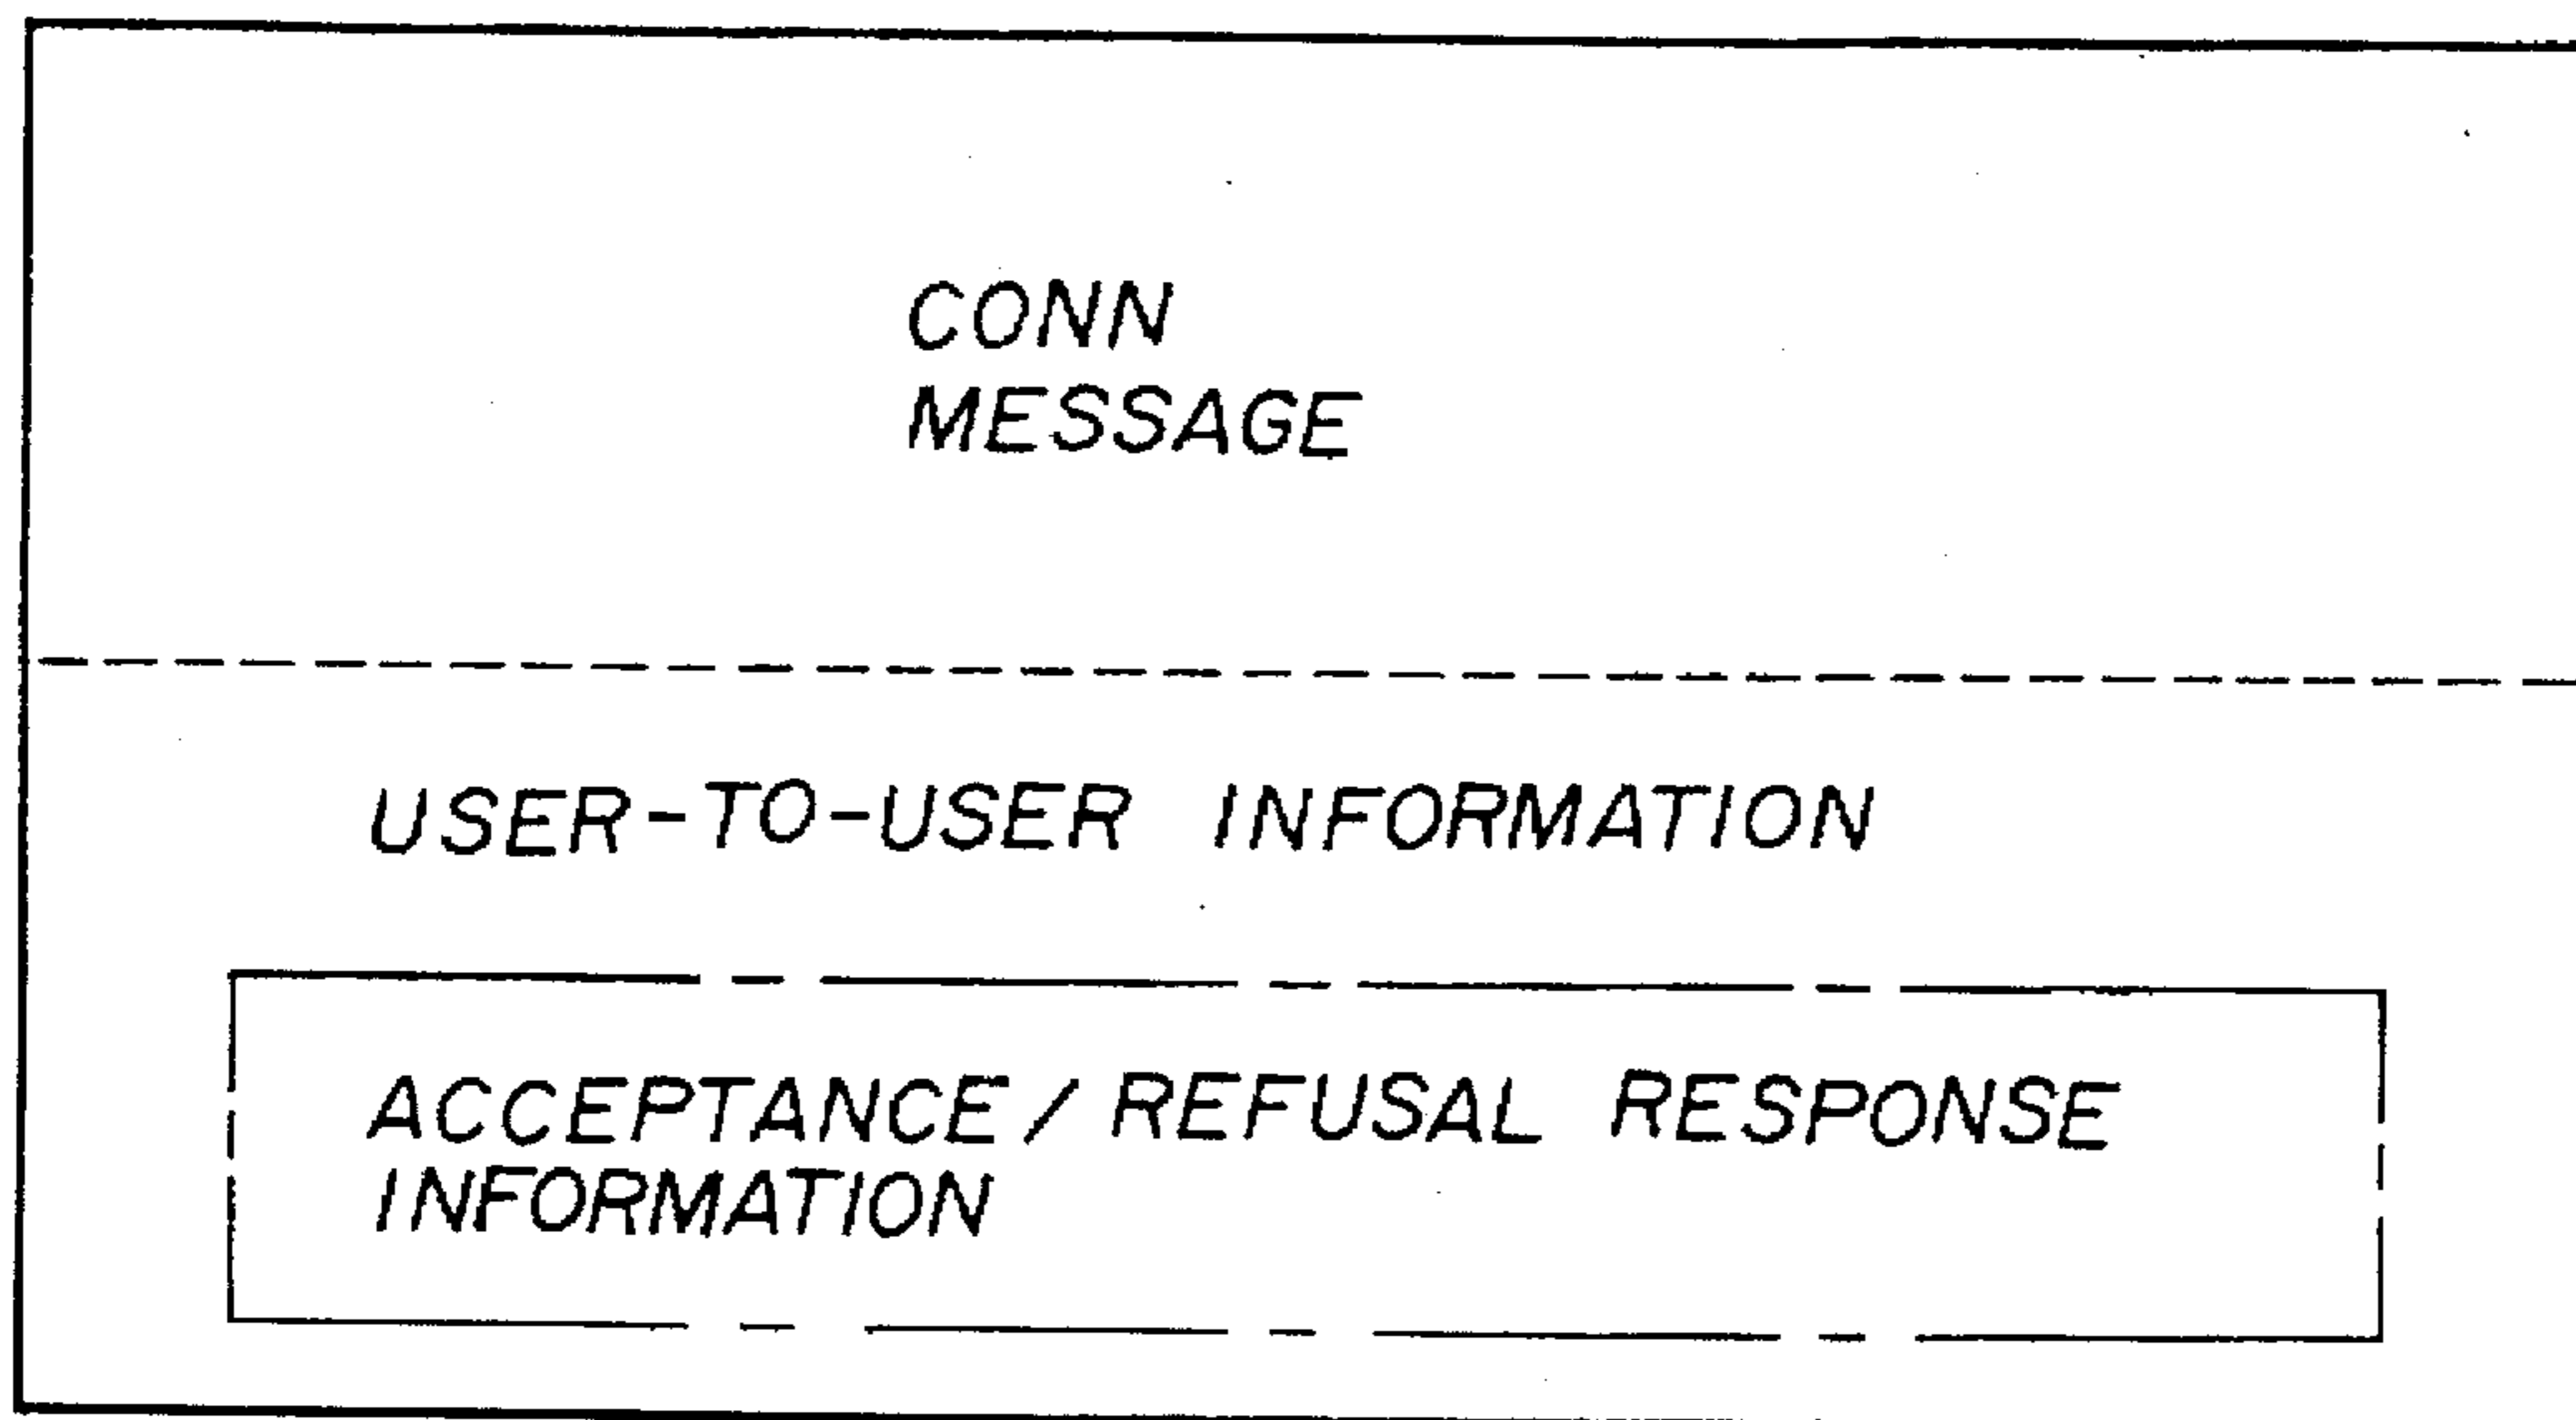 CONN
MESSAGE
USER-TO-USER INFORMATION
ACCEPTANCE/REFUSAL RESPONSE
INFORMATION